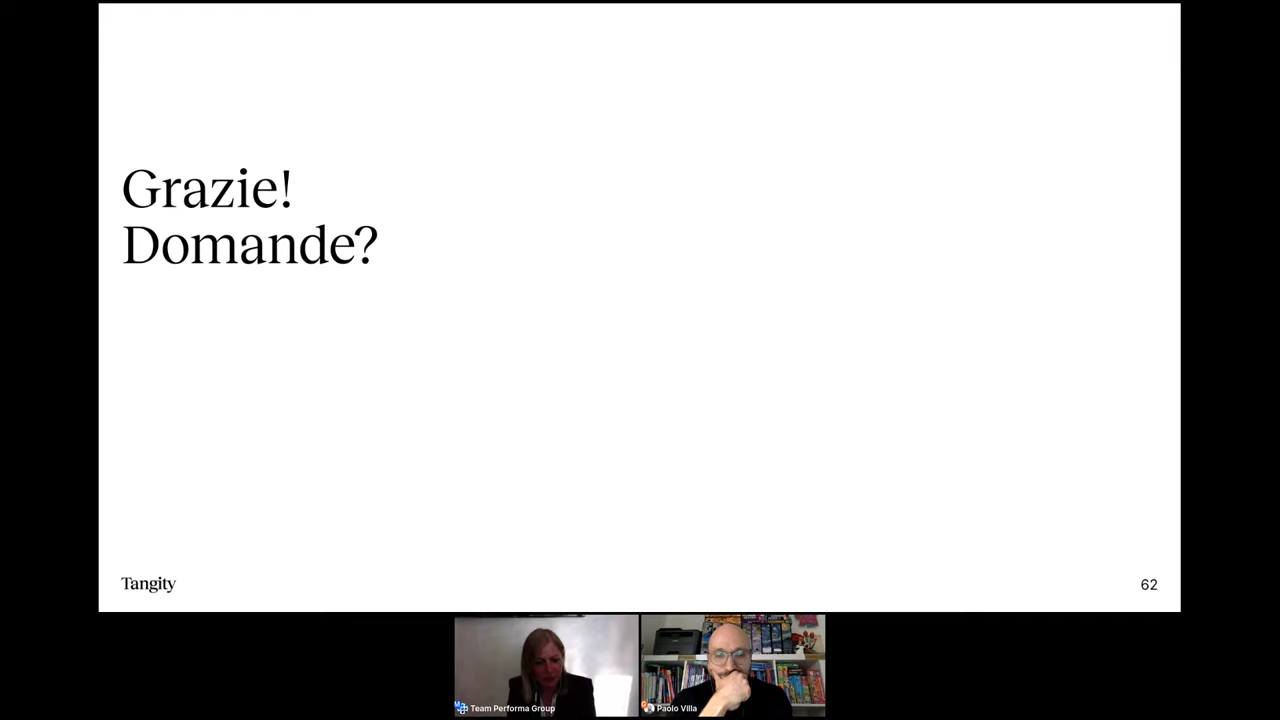 Grazie!
Domande?
Tangity
62
Team Performa Group
Paolo Villa